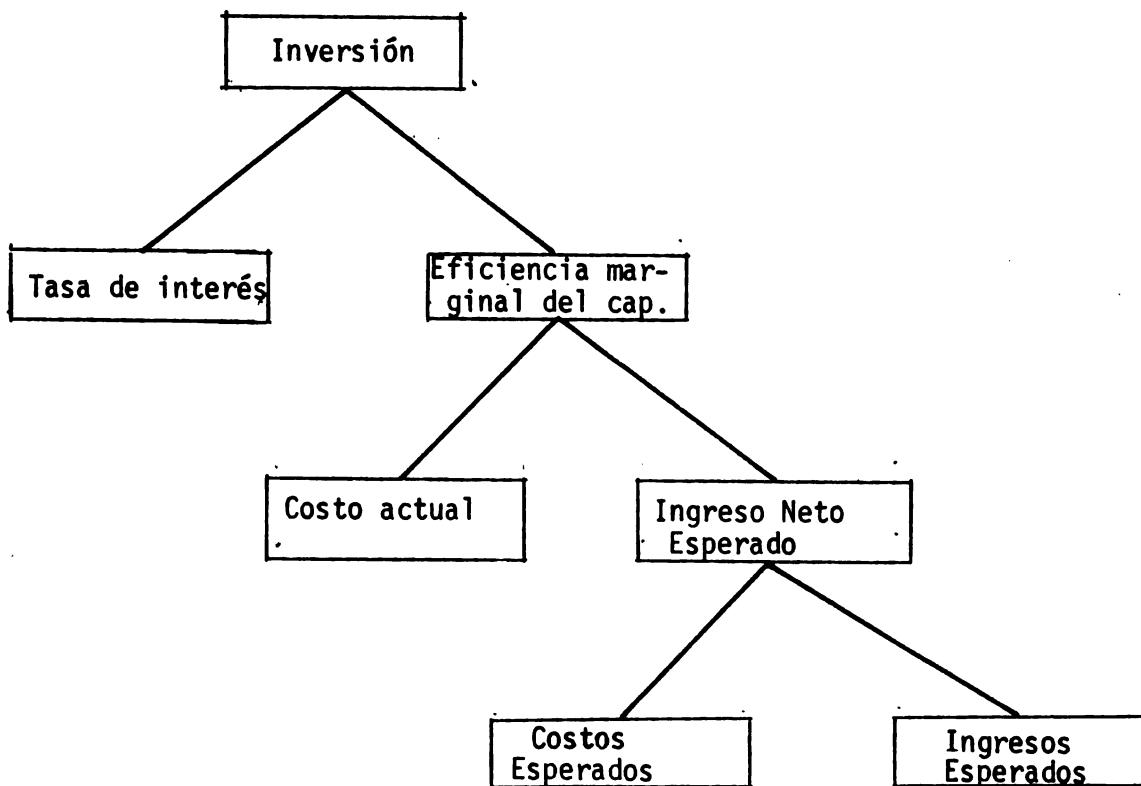 Inversión
Tasa de interés
Eficiencia mar-
ginal del cap.
Costo actual
Ingreso Neto
Esperado
Costos
Esperados
Ingresos
Esperados